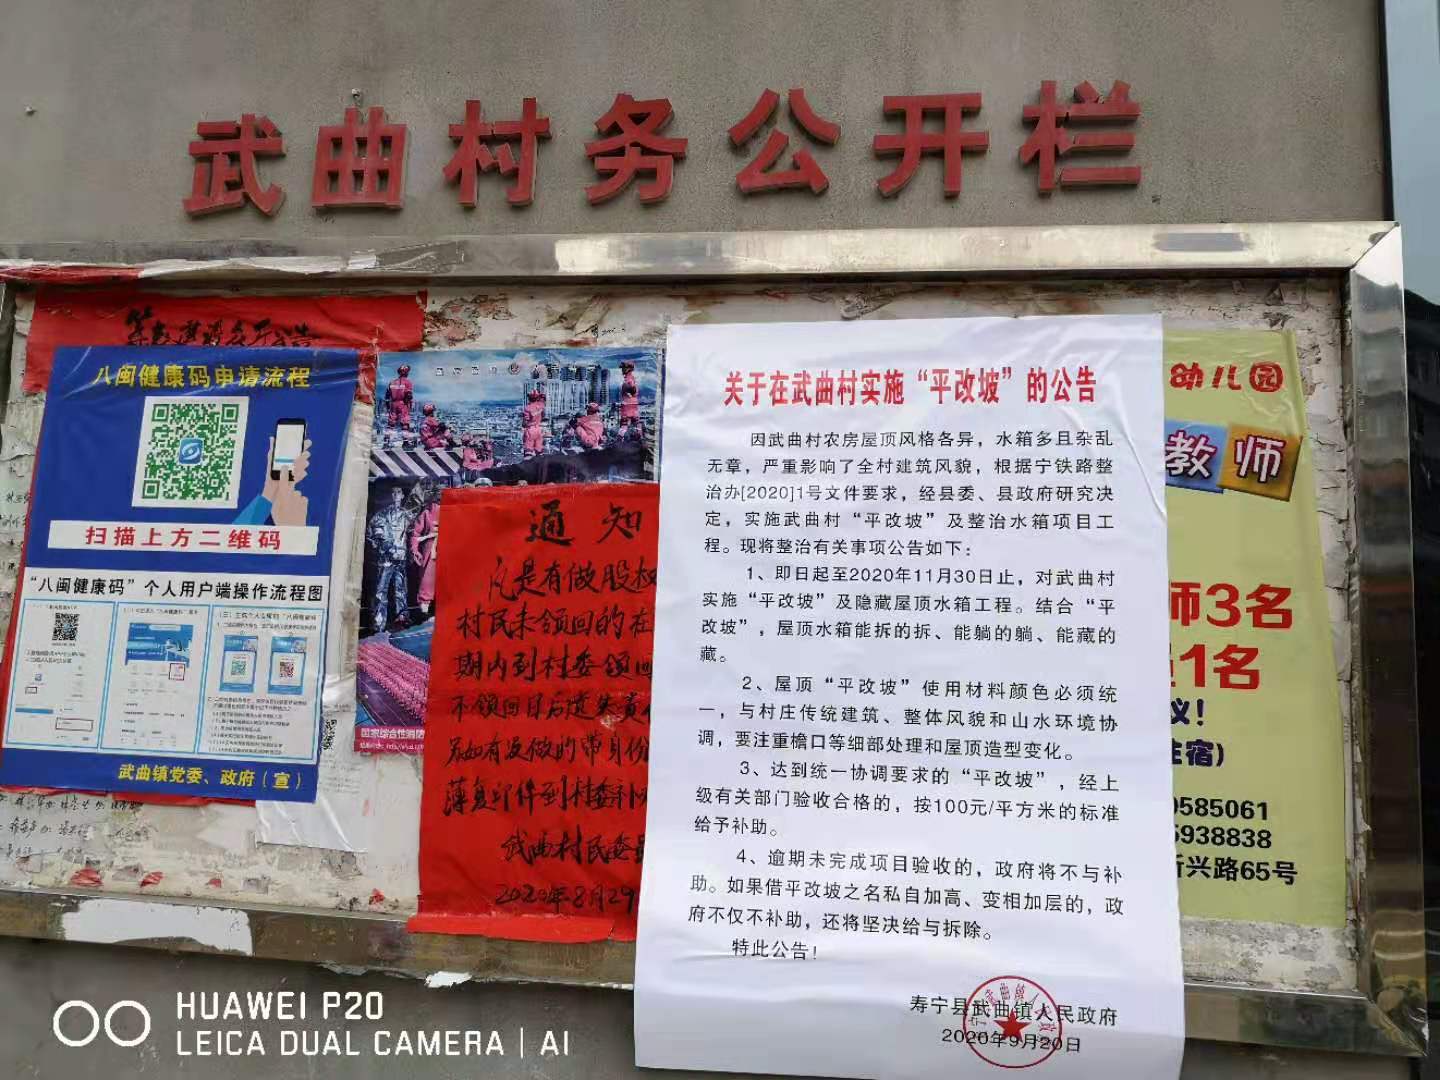 武曲村务公开栏
八闽健康码申请流程
扫描上方二维码
“八闽健康码”个人用户端操作流程图
武曲镇党委、政府（宣）
国家综合性消防
通知
凡是有做股权
村民未领回的在
期内到村委领回
不领回日后遗失责
薄复印件到村委补
武曲村民委员
2020年8月29
关于在武曲村实施“平改坡”的公告
因武曲村农房屋顶风格各异，水箱多且杂乱
无章，严重影响了全村建筑风貌，根据宁铁路整
治办[2020]1号文件要求，经县委、县政府研究决
定，实施武曲村“平改坡”及整治水箱项目工
程。现将整治有关事项公告如下：
1、即日起至2020年11月30日止，对武曲村
实施“平改坡”及隐藏屋顶水箱工程。结合“平
改坡”，屋顶水箱能拆的拆、能躺的躺、能藏的
藏。
2、屋顶“平改坡”使用材料颜色必须统
一，与村庄传统建筑、整体风貌和山水环境协
调，要注重檐口等细部处理和屋顶造型变化。
3、达到统一协调要求的“平改坡”，经上
级有关部门验收合格的，按100元/平方米的标准
给予补助。
4、逾期未完成项目验收的，政府将不与补
助。如果借平改坡之名私自加高、变相加层的，政
府不仅不补助，还将坚决给与拆除。
特此公告！
寿宁县武曲镇人民政府
2020年9月20日
幼儿园
教师
师3名
1名
议！
住宿）
0585061
5938838
新兴路65号
HUAWEI P20
LEICA DUAL CAMERA | AI